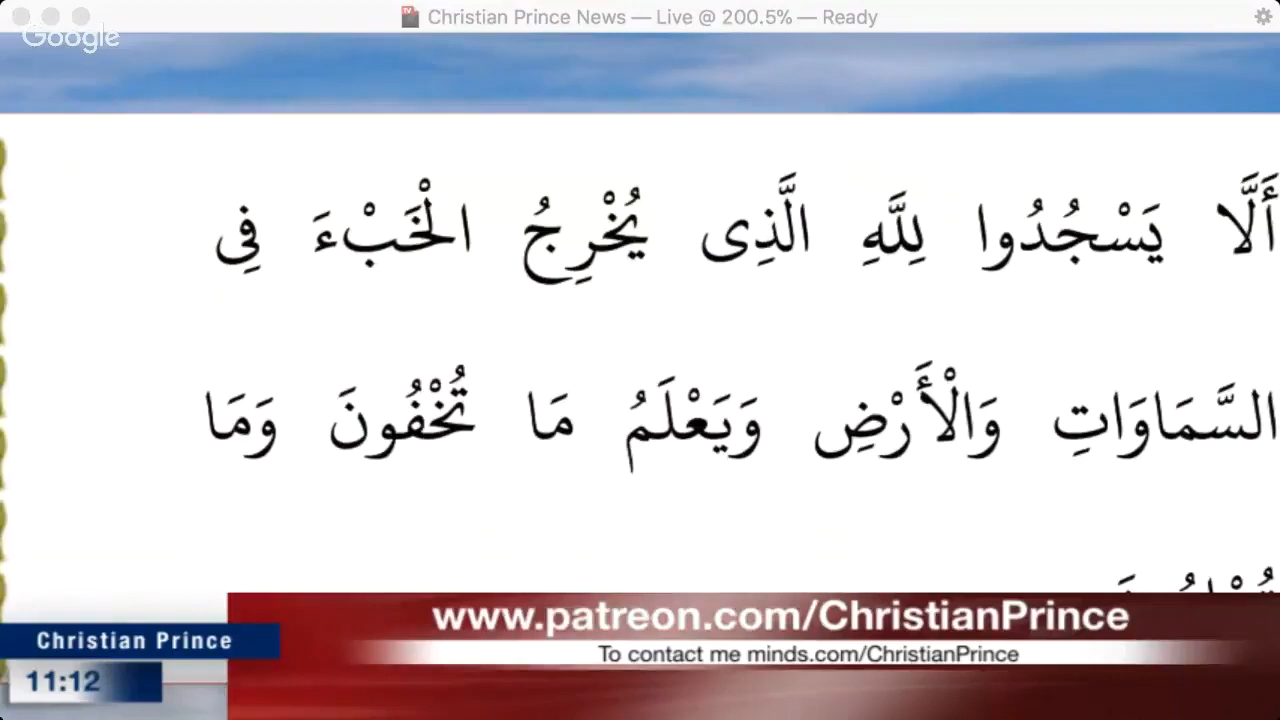 Christian Prince News — Live @ 200.5% — Ready
Google
أَلَّا يَسْجُدُوا لِلَّهِ الَّذِى يُخْرِجُ الْخَبْءَ فِى
السَّمَاوَاتِ وَالْأَرْضِ وَيَعْلَمُ مَا تُخْفُونَ وَمَا
www.patreon.com/ChristianPrince
Christian Prince
To contact me minds.com/ChristianPrince
11:12